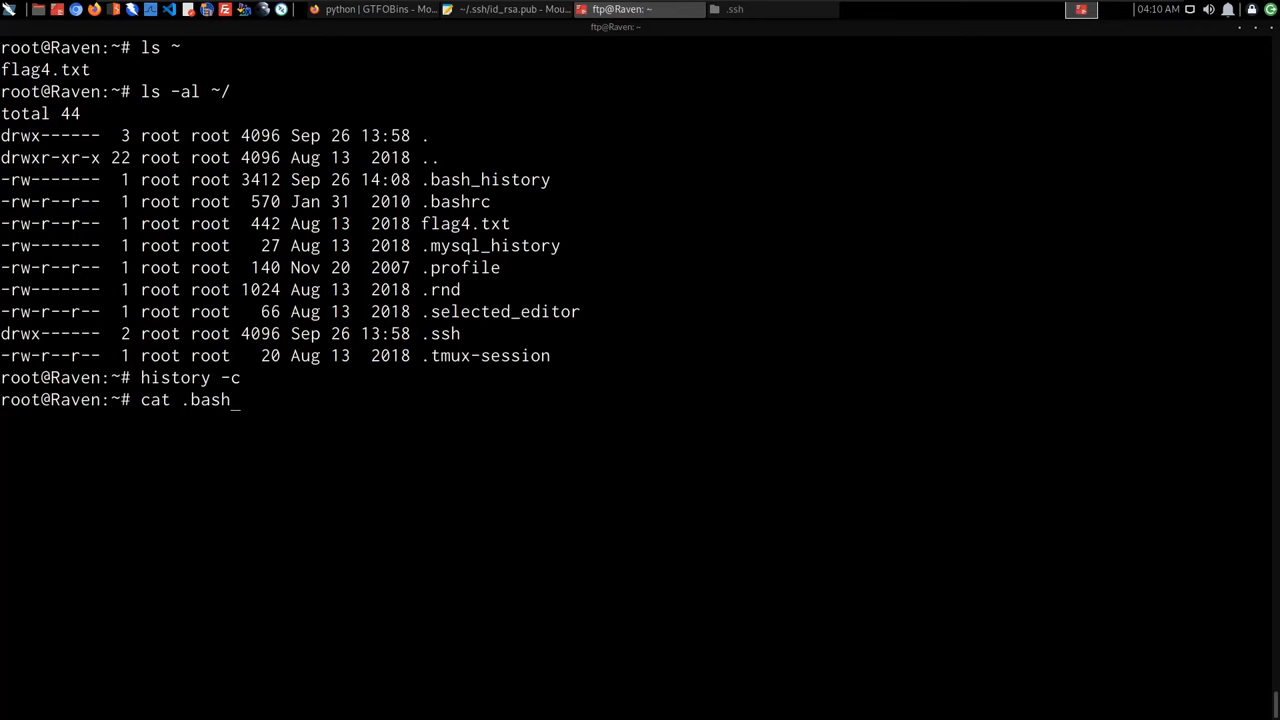 python | GTFOBins - Mou...
~/.ssh/id_rsa.pub - Mou...
ftp@Raven: ~
.ssh
04:10 AM
ftp@Raven: ~
root@Raven:~# ls ~
flag4.txt
root@Raven:~# ls -al ~/
total 44
drwx------  3 root root 4096 Sep 26 13:58 .
drwxr-xr-x 22 root root 4096 Aug 13  2018 ..
-rw-------  1 root root 3412 Sep 26 14:08 .bash_history
-rw-r--r--  1 root root  570 Jan 31  2010 .bashrc
-rw-r--r--  1 root root  442 Aug 13  2018 flag4.txt
-rw-------  1 root root   27 Aug 13  2018 .mysql_history
-rw-r--r--  1 root root  140 Nov 20  2007 .profile
-rw-------  1 root root 1024 Aug 13  2018 .rnd
-rw-r--r--  1 root root   66 Aug 13  2018 .selected_editor
drwx------  2 root root 4096 Sep 26 13:58 .ssh
-rw-r--r--  1 root root   20 Aug 13  2018 .tmux-session
root@Raven:~# history -c
root@Raven:~# cat .bash_